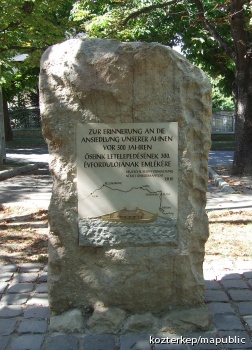 ZUR ERINNERUNG AN DIE
ANSIEDLUNG UNSERER AHNEN
VOR 300 JAHREN
ŐSEINK LETELEPEDÉSÉNEK 300.
ÉVFORDULÓJÁNAK EMLÉKÉRE
kozterkep/mapublic